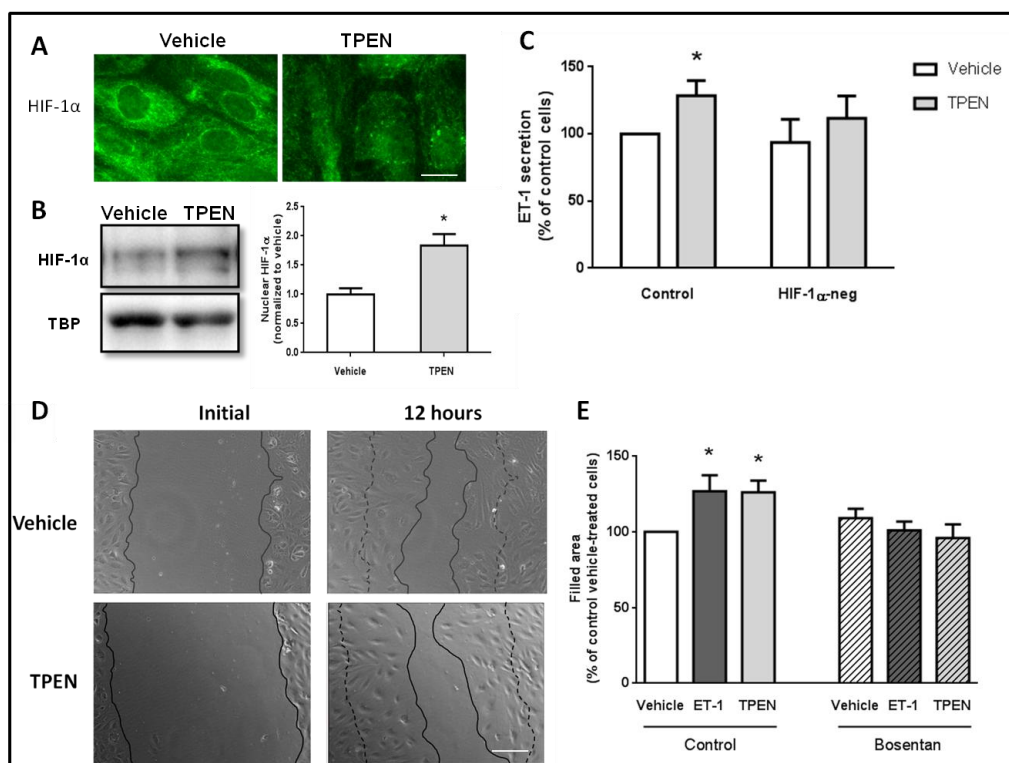 A
Vehicle
TPEN
HIF-1α
B
Vehicle TPEN
HIF-1α
TBP
Nuclear HIF-1α
(normalized to vehicle)
2.5
2.0
1.5
1.0
0.5
0.0
*
Vehicle
TPEN
C
ET-1 secretion
(% of control cells)
150
100
50
0
*
Control
HIF-1α-neg
Vehicle
TPEN
D
Initial
12 hours
Vehicle
TPEN
E
Filled area
(% of control vehicle-treated cells)
150
100
50
0
*
*
Vehicle ET-1 TPEN
Vehicle ET-1 TPEN
Control
Bosentan